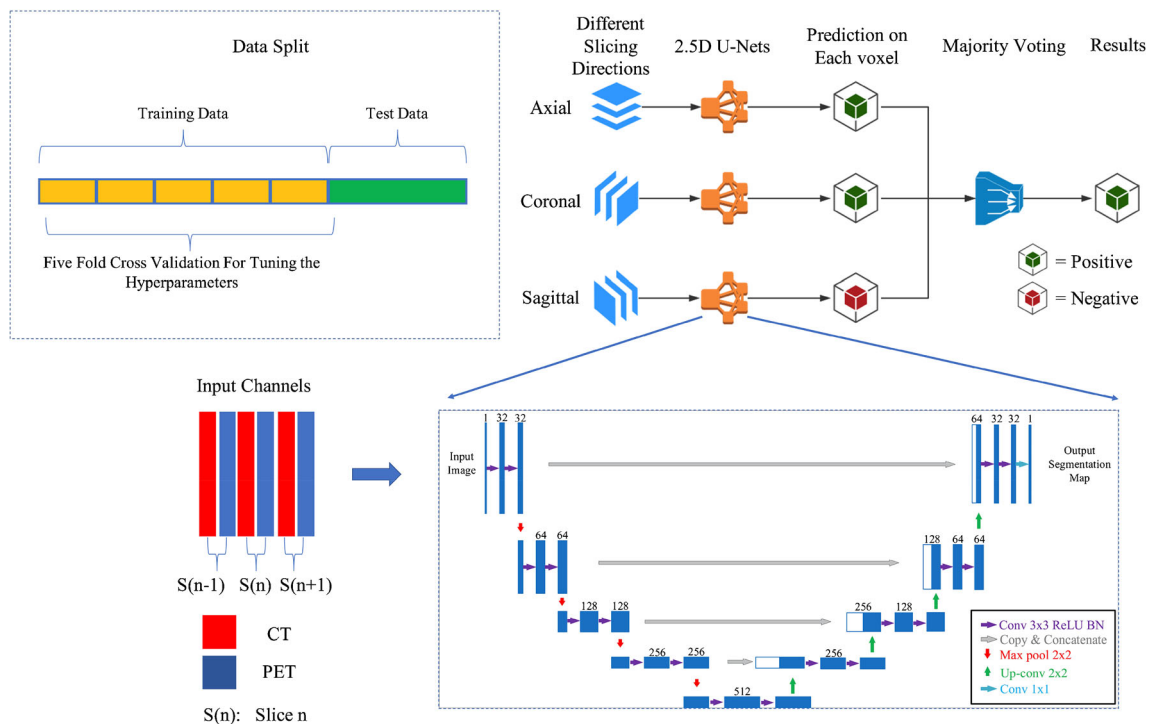 Data Split
Training Data
Test Data
Five Fold Cross Validation For Tuning the
Hyperparameters
Different
Slicing
Directions
2.5D U-Nets
Prediction on
Each voxel
Majority Voting
Results
Axial
Coronal
Sagittal
= Positive
= Negative
Input Channels
S(n-1)
S(n)
S(n+1)
CT
PET
S(n): Slice n
1
32
32
Input
Image
64
32
32
1
Output
Segmentation
Map
64
64
128
64
64
128
128
256
128
256
256
256
512
Conv 3x3 ReLU BN
Copy & Concatenate
Max pool 2x2
Up-conv 2x2
Conv 1x1